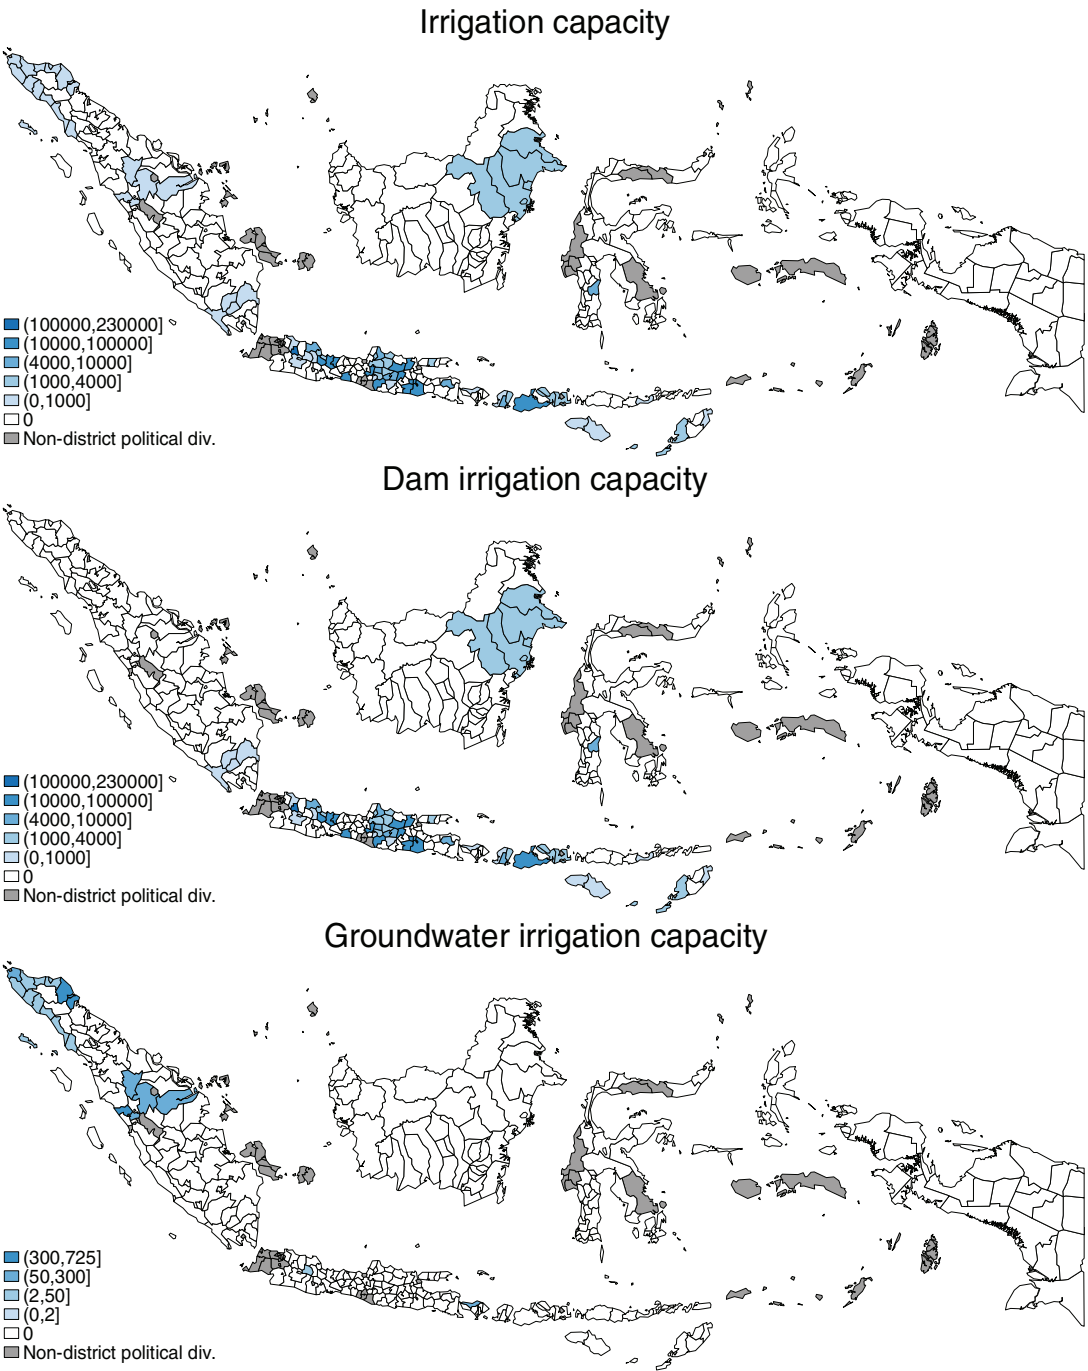 Irrigation capacity
(100000,230000]
(10000,100000]
(4000,10000]
(1000,4000]
(0,1000]
0
Non-district political div.
Dam irrigation capacity
(100000,230000]
(10000,100000]
(4000,10000]
(1000,4000]
(0,1000]
0
Non-district political div.
Groundwater irrigation capacity
(300,725]
(50,300]
(2,50]
(0,2]
0
Non-district political div.